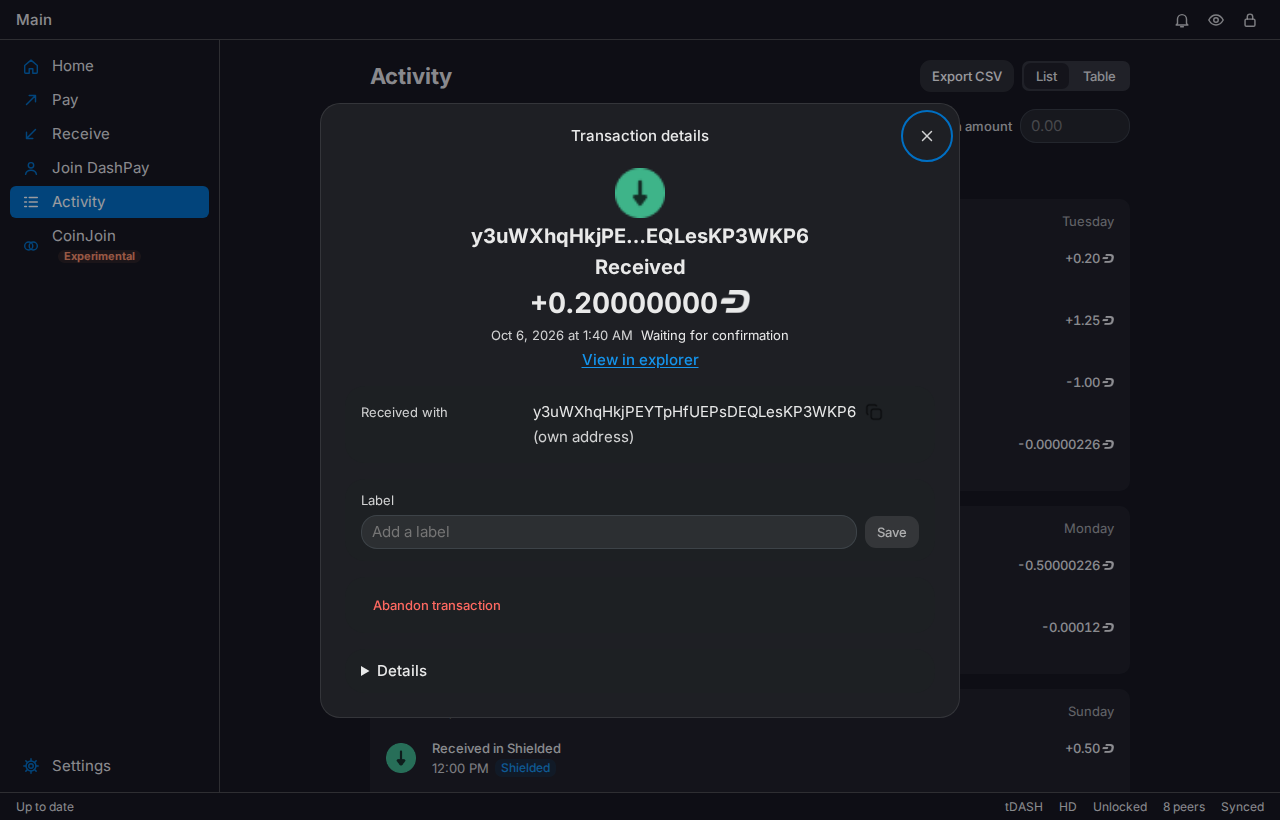 Main
Home
Pay
Receive
Join DashPay
Activity
CoinJoin
Experimental
Settings
Activity
Export CSV
List
Table
amount
0.00
Transaction details
y3uWXhqHkjPE...EQLesKP3WKP6
Received
+0.20000000
Oct 6, 2026 at 1:40 AM Waiting for confirmation
View in explorer
Received with
y3uWXhqHkjPEYTpHfUEPsDEQLesKP3WKP6
(own address)
Label
Add a label
Save
Abandon transaction
Details
Tuesday
+0.20
+1.25
-1.00
-0.00000226
Monday
-0.50000226
-0.00012
Sunday
Received in Shielded
+0.50
12:00 PM Shielded
Up to date
tDASH
HD
Unlocked
8 peers
Synced